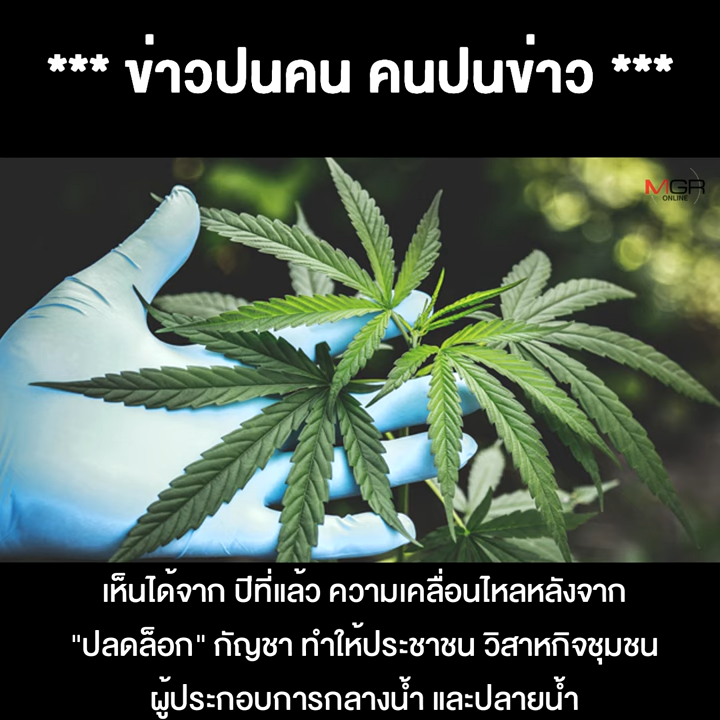 *** ข่าวปนคน คนปนข่าว ***
MGR
ONLINE
เห็นได้จาก ปีที่แล้ว ความเคลื่อนไหลหลังจาก
"ปลดล็อก" กัญชา ทำให้ประชาชน วิสาหกิจชุมชน
ผู้ประกอบการกลางน้ำ และปลายน้ำ